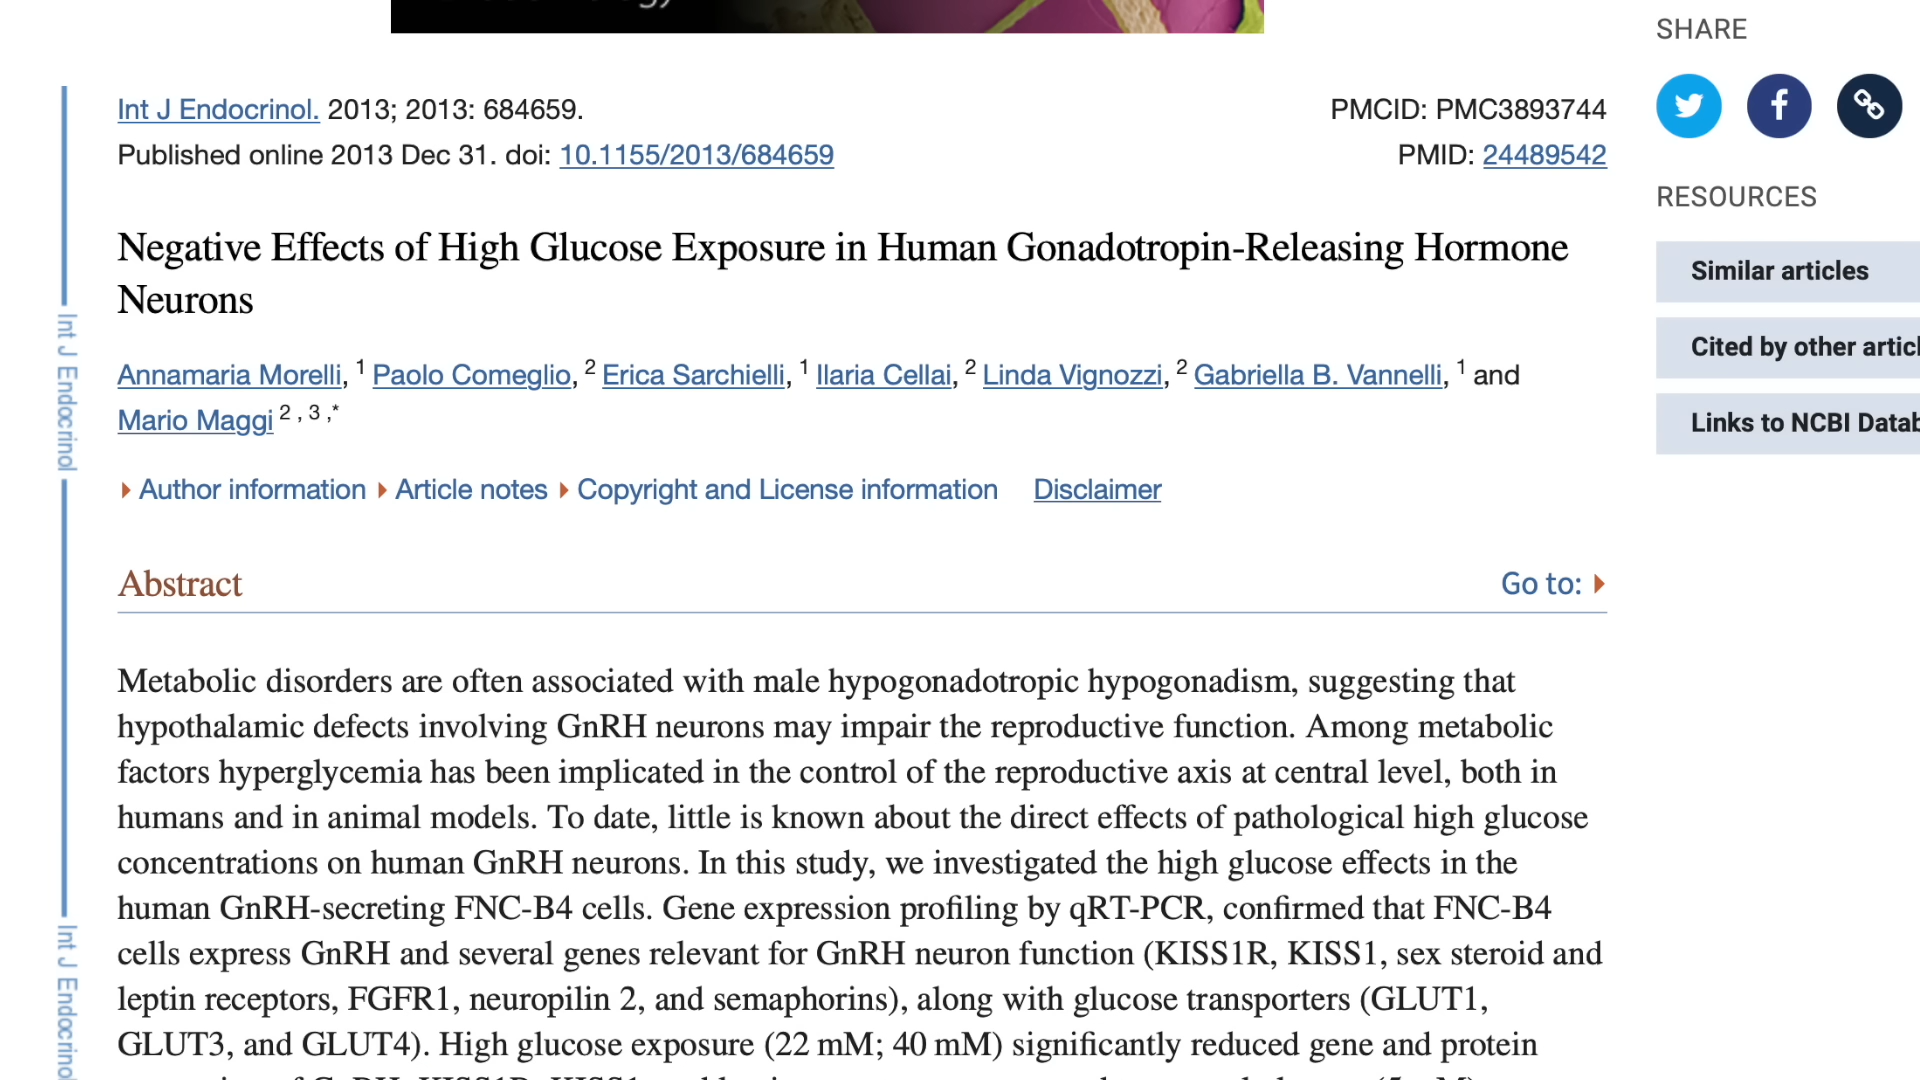 SHARE
Int J Endocrinol. 2013; 2013: 684659.
PMCID: PMC3893744
Published online 2013 Dec 31. doi: 10.1155/2013/684659
PMID: 24489542
RESOURCES
Negative Effects of High Glucose Exposure in Human Gonadotropin-Releasing Hormone
Neurons
Similar articles
Cited by other articl
Links to NCBI Datab
Annamaria Morelli, 1 Paolo Comeglio, 2 Erica Sarchielli, 1 Ilaria Cellai, 2 Linda Vignozzi, 2 Gabriella B. Vannelli, 1 and
Mario Maggi 2 , 3 ,*
Author information Article notes Copyright and License information Disclaimer
Abstract
Go to:
Metabolic disorders are often associated with male hypogonadotropic hypogonadism, suggesting that
hypothalamic defects involving GnRH neurons may impair the reproductive function. Among metabolic
factors hyperglycemia has been implicated in the control of the reproductive axis at central level, both in
humans and in animal models. To date, little is known about the direct effects of pathological high glucose
concentrations on human GnRH neurons. In this study, we investigated the high glucose effects in the
human GnRH-secreting FNC-B4 cells. Gene expression profiling by qRT-PCR, confirmed that FNC-B4
cells express GnRH and several genes relevant for GnRH neuron function (KISS1R, KISS1, sex steroid and
leptin receptors, FGFR1, neuropilin 2, and semaphorins), along with glucose transporters (GLUT1,
GLUT3, and GLUT4). High glucose exposure (22 mM; 40 mM) significantly reduced gene and protein
Int J Endocrinol
Int J Endocrinol